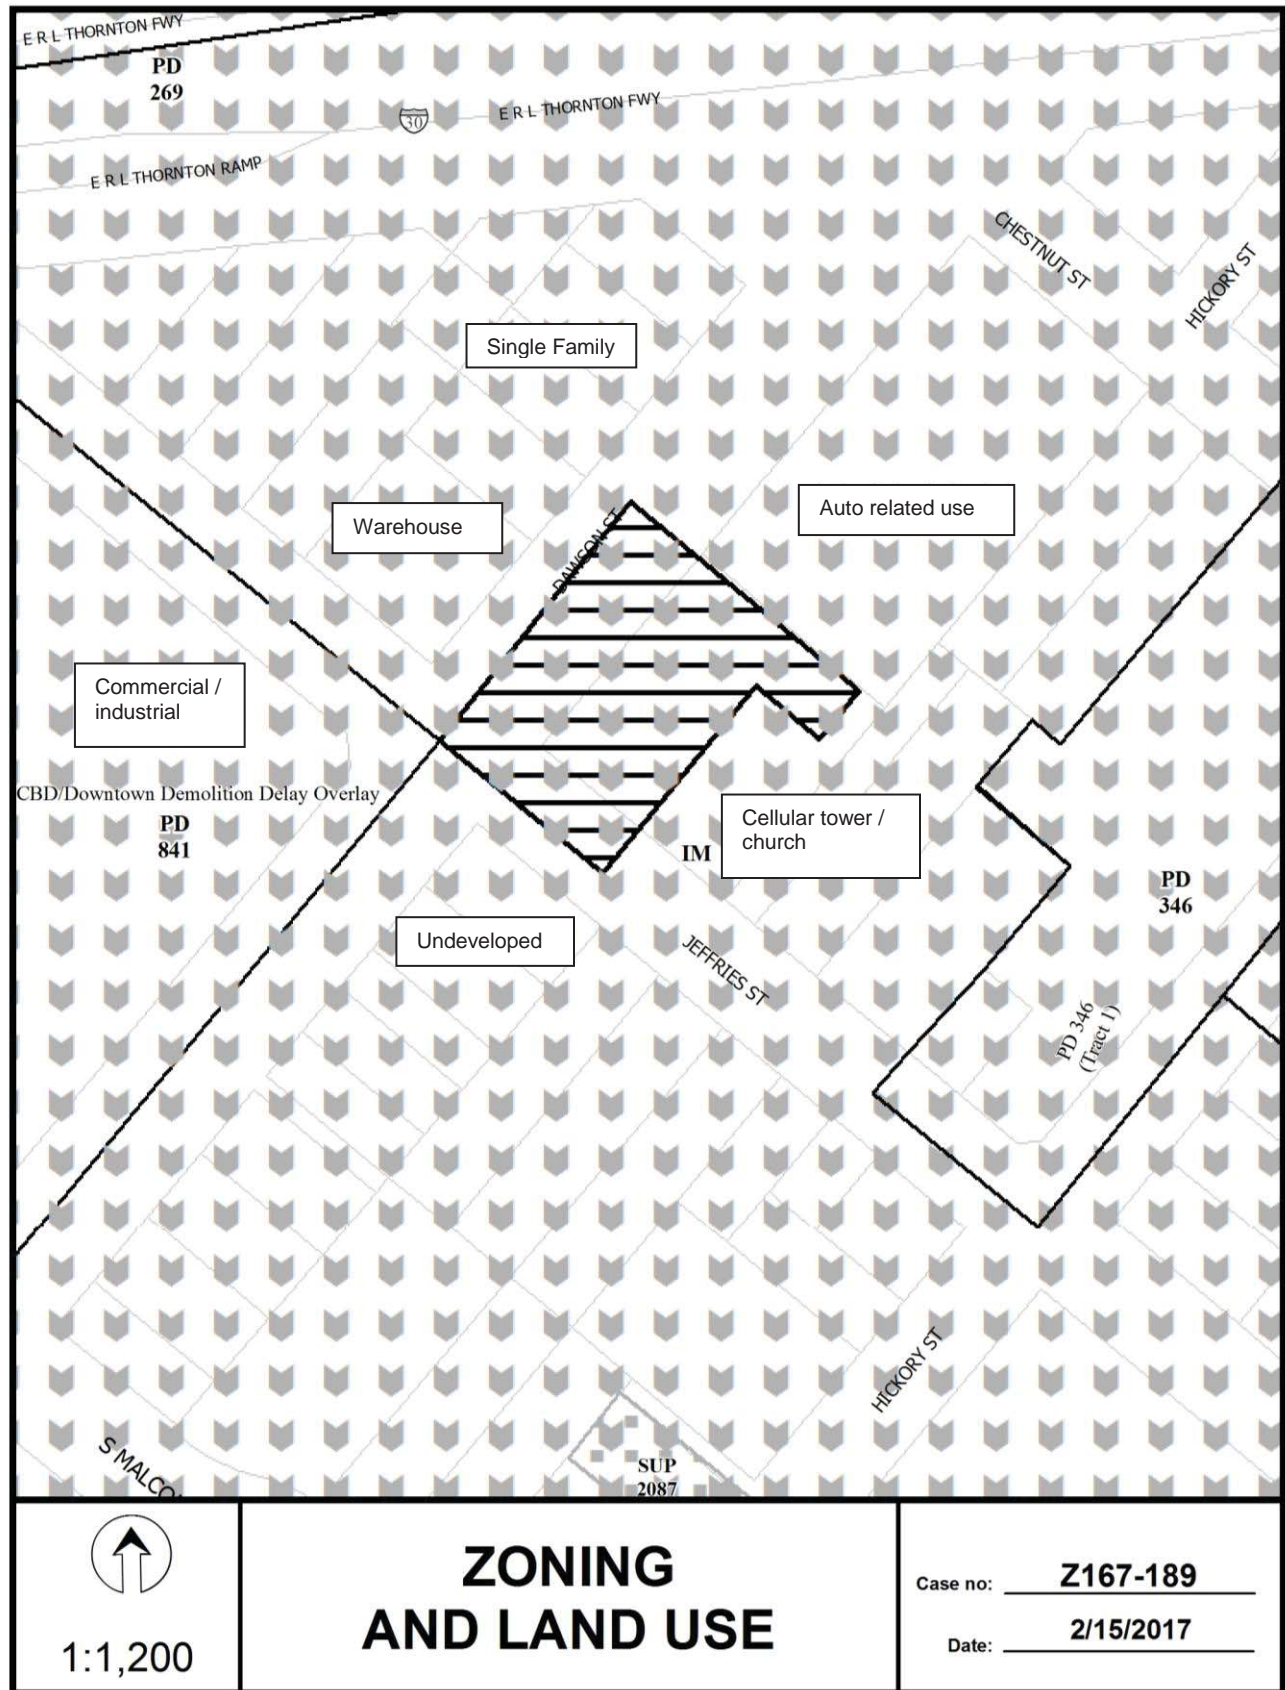 E R L THORNTON FWY
PD
269
30
E R L THORNTON FWY
E R L THORNTON RAMP
CHESTNUT ST
HICKORY ST
Single Family
Warehouse
Auto related use
DAWSON ST
Commercial /
industrial
CBD/Downtown Demolition Delay Overlay
PD
841
Cellular tower /
church
IM
PD
346
Undeveloped
JEFFRIES ST
PD 346
(Tract 1)
HICKORY ST
S MALCO
SUP
2087
1:1,200
ZONING
AND LAND USE
Case no: Z167-189
Date: 2/15/2017